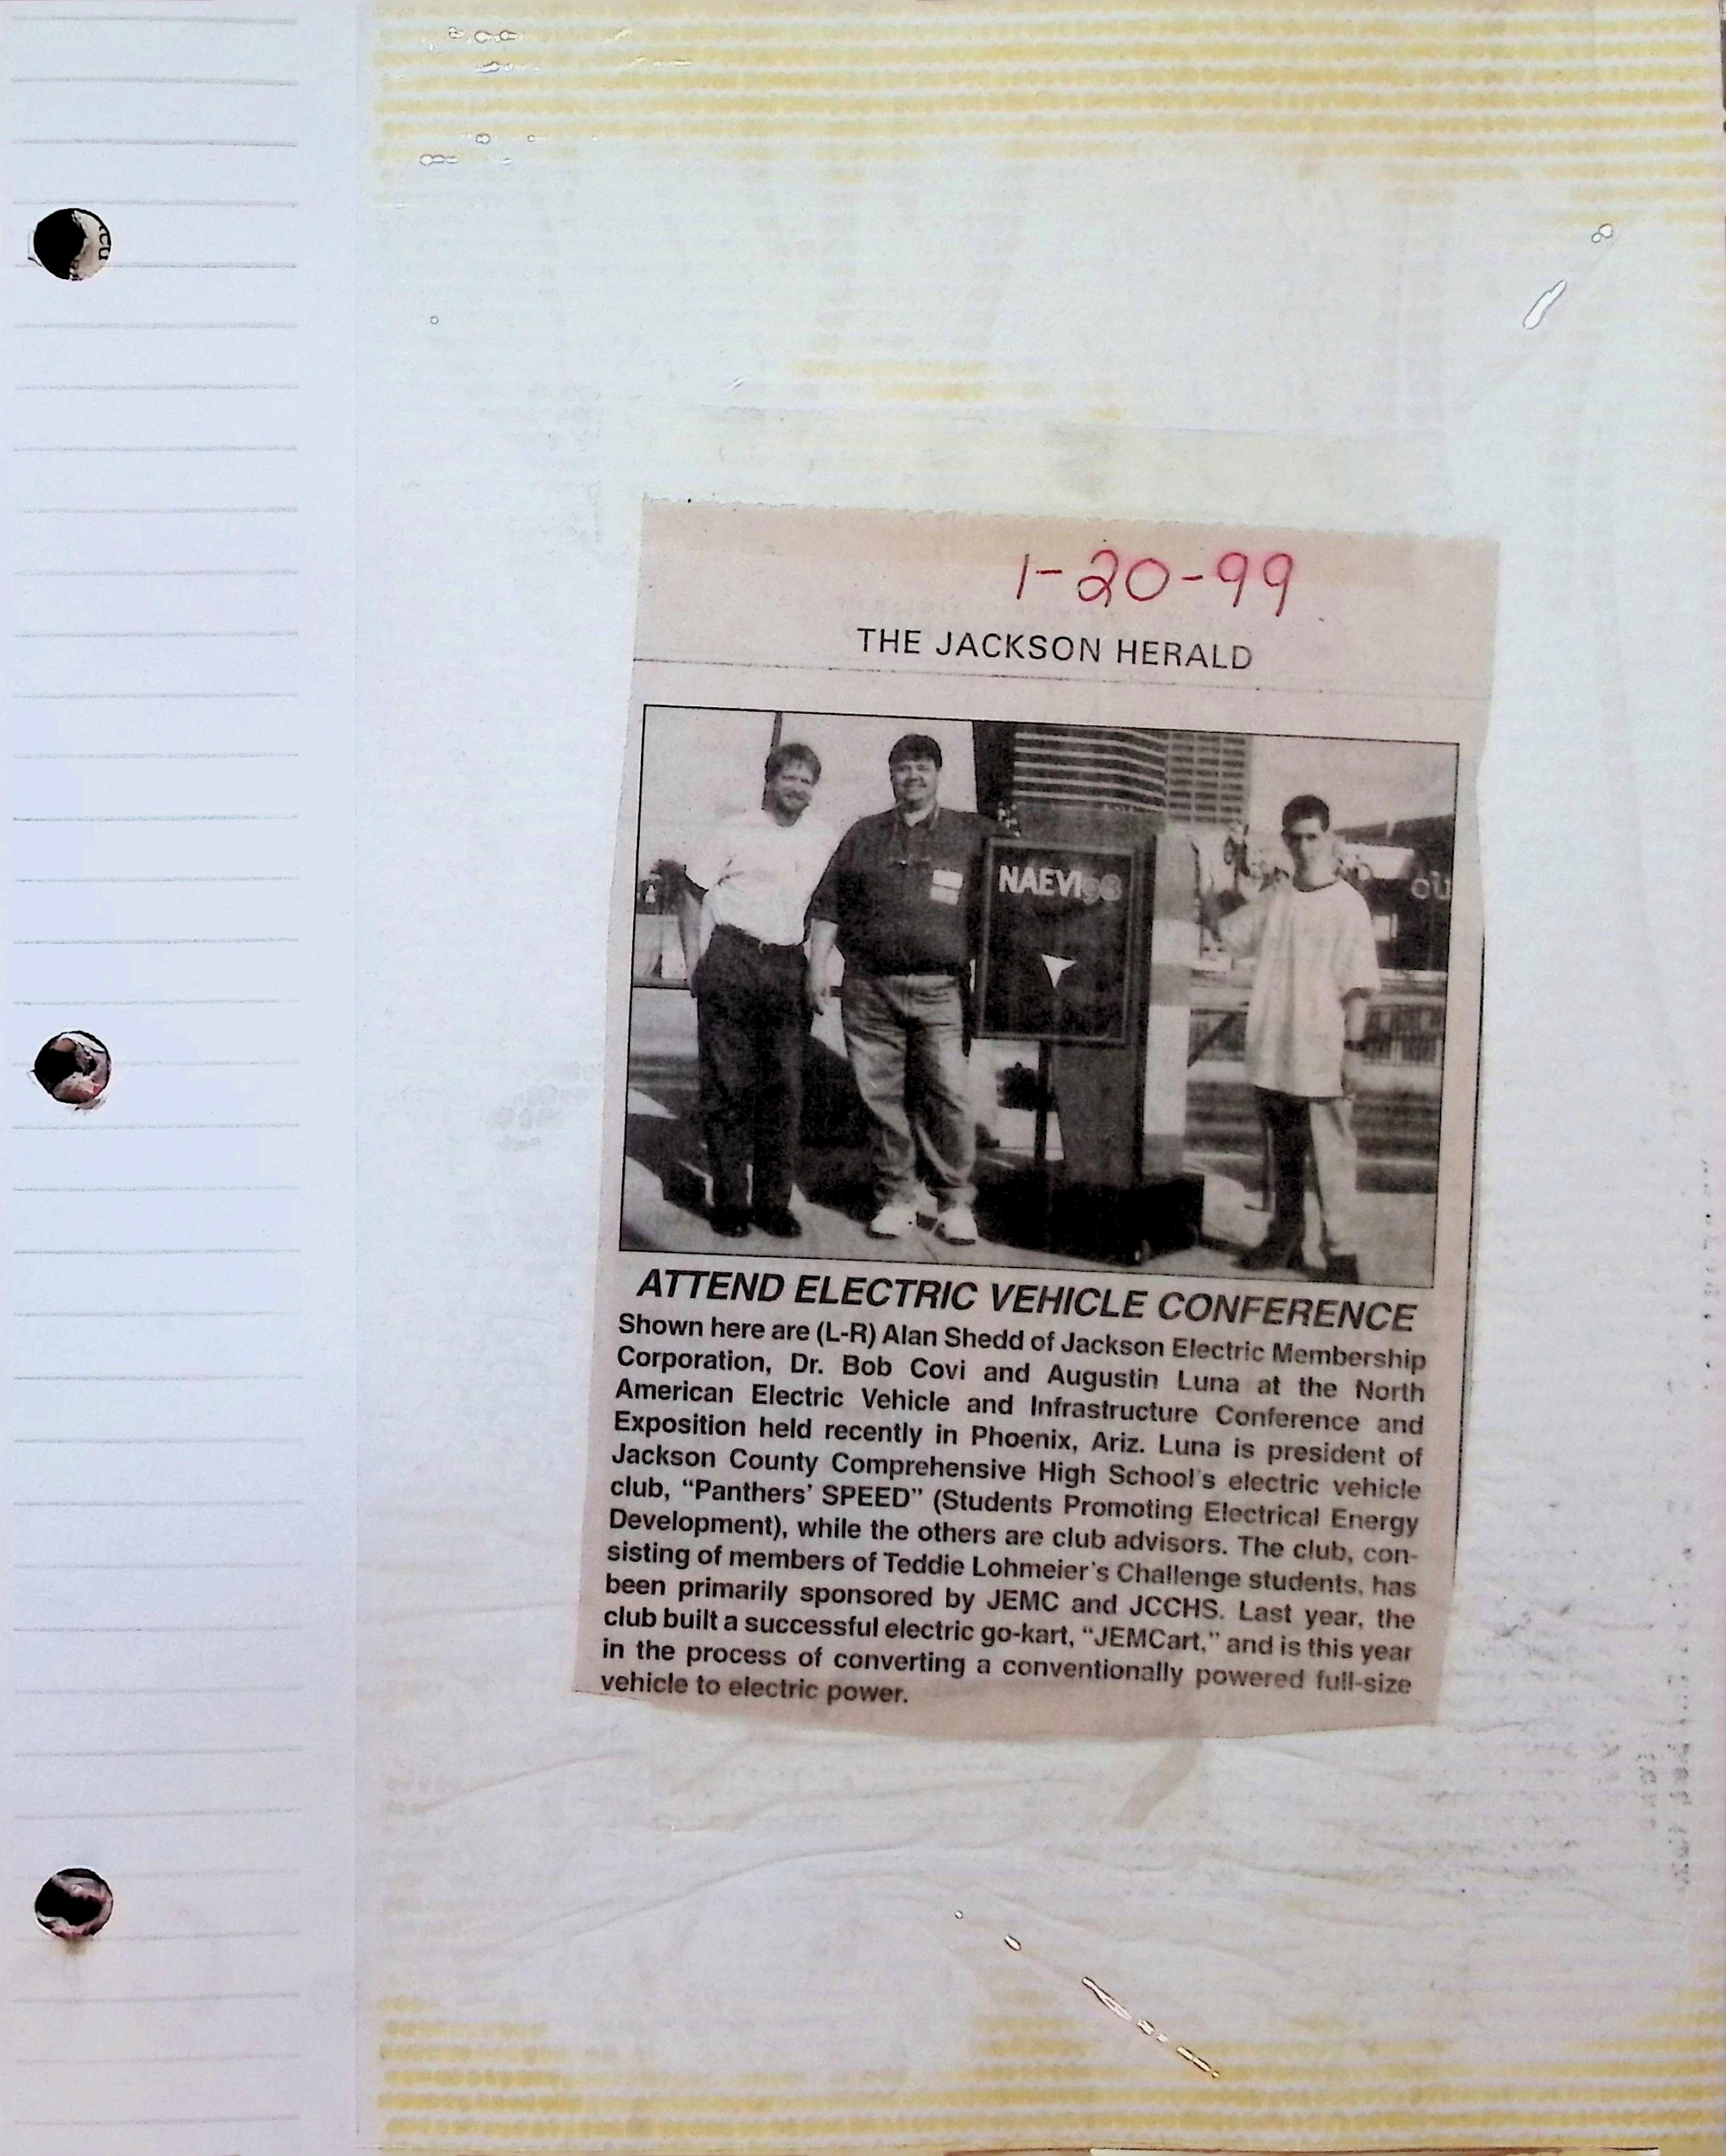 1-20-99
THE JACKSON HERALD
NAEVI98
ATTEND ELECTRIC VEHICLE CONFERENCE
Shown here are (L-R) Alan Shedd of Jackson Electric Membership
Corporation, Dr. Bob Covi and Augustin Luna at the North
American Electric Vehicle and Infrastructure Conference and
Exposition held recently in Phoenix, Ariz. Luna is president of
Jackson County Comprehensive High School's electric vehicle
club, “Panthers' SPEED” (Students Promoting Electrical Energy
Development), while the others are club advisors. The club, con-
sisting of members of Teddie Lohmeier's Challenge students, has
been primarily sponsored by JEMC and JCCHS. Last year, the
club built a successful electric go-kart, “JEMCart,” and is this year
in the process of converting a conventionally powered full-size
vehicle to electric power.